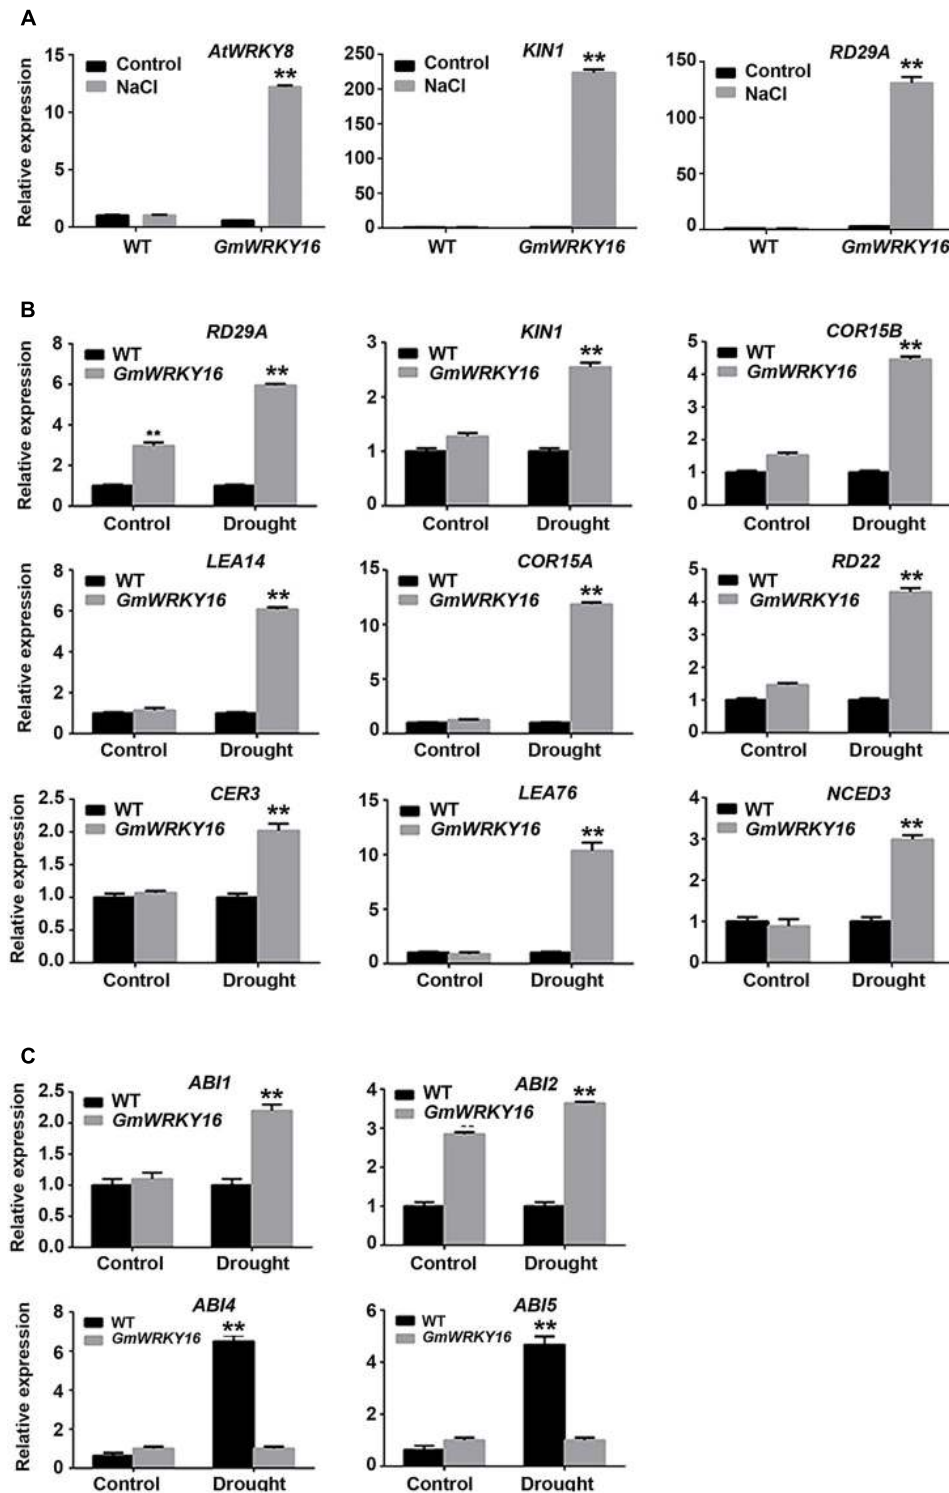 A
AtWRKY8
KIN1
RD29A
Relative expression
15
10
5
0
Control
NaCl
**
WT
GmWRKY16
250
200
150
100
50
0
Control
NaCl
**
WT
GmWRKY16
150
100
50
0
Control
NaCl
**
WT
GmWRKY16
B
RD29A
Relative expression
8
6
4
2
0
WT
GmWRKY16
**
**
Control
Drought
KIN1
3
2
1
0
WT
GmWRKY16
**
Control
Drought
COR15B
5
4
3
2
1
0
WT
GmWRKY16
**
Control
Drought
LEA14
Relative expression
8
6
4
2
0
WT
GmWRKY16
**
Control
Drought
COR15A
15
10
5
0
WT
GmWRKY16
**
Control
Drought
RD22
5
4
3
2
1
0
WT
GmWRKY16
**
Control
Drought
CER3
Relative expression
2.5
2.0
1.5
1.0
0.5
0.0
WT
GmWRKY16
**
Control
Drought
LEA76
15
10
5
0
WT
GmWRKY16
**
Control
Drought
NCED3
4
3
2
1
0
WT
GmWRKY16
**
Control
Drought
C
ABI1
Relative expression
2.5
2.0
1.5
1.0
0.5
0.0
WT
GmWRKY16
**
Control
Drought
ABI2
4
3
2
1
0
WT
GmWRKY16
**
Control
Drought
ABI4
Relative expression
8
6
4
2
0
WT
GmWRKY16
**
Control
Drought
ABI5
6
4
2
0
WT
GmWRKY16
**
Control
Drought